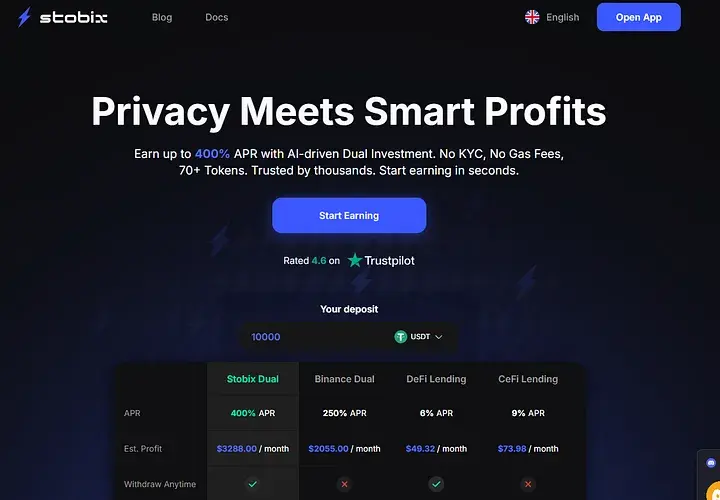 stobix Blog Docs English Open App
Privacy Meets Smart Profits
Earn up to 400% APR with AI-driven Dual Investment. No KYC, No Gas Fees,
70+ Tokens. Trusted by thousands. Start earning in seconds.
Start Earning
Rated 4.6 on Trustpilot
Your deposit
10000 USDT
Stobix Dual Binance Dual DeFi Lending CeFi Lending
APR 400% APR 250% APR 6% APR 9% APR
Est. Profit $3288.00 / month $2055.00 / month $49.32 / month $73.98 / month
Withdraw Anytime